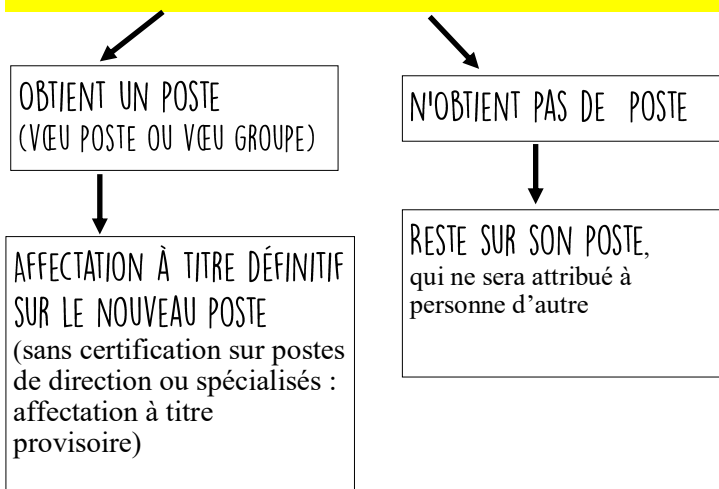 OBTIENT UN POSTE
(VŒU POSTE OU VŒU GROUPE)
N'OBTIENT PAS DE POSTE
AFFECTATION À TITRE DÉFINITIF
SUR LE NOUVEAU POSTE
(sans certification sur postes
de direction ou spécialisés :
affectation à titre
provisoire)
RESTE SUR SON POSTE,
qui ne sera attribué à
personne d’autre